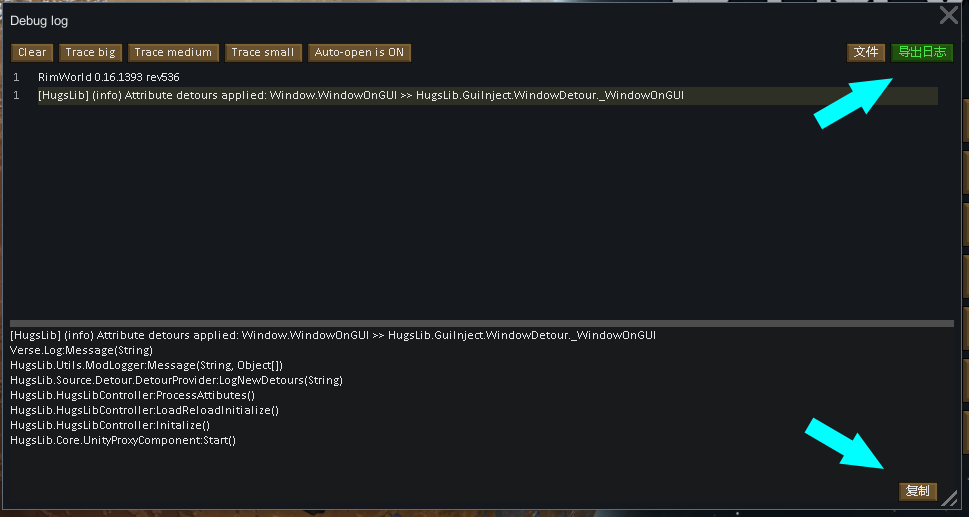 Debug log
Clear Trace big Trace medium Trace small Auto-open is ON 文件 导出日志
1 RimWorld 0.16.1393 rev536
1 [HugsLib] (info) Attribute detours applied: Window.WindowOnGUI >> HugsLib.GuiInject.WindowDetour._WindowOnGUI
[HugsLib] (info) Attribute detours applied: Window.WindowOnGUI >> HugsLib.GuiInject.WindowDetour._WindowOnGUI
Verse.Log:Message(String)
HugsLib.Utils.ModLogger:Message(String, Object[])
HugsLib.Source.Detour.DetourProvider:LogNewDetours(String)
HugsLib.HugsLibController:ProcessAttibutes()
HugsLib.HugsLibController:LoadReloadInitialize()
HugsLib.HugsLibController:Initalize()
HugsLib.Core.UnityProxyComponent:Start()
复制